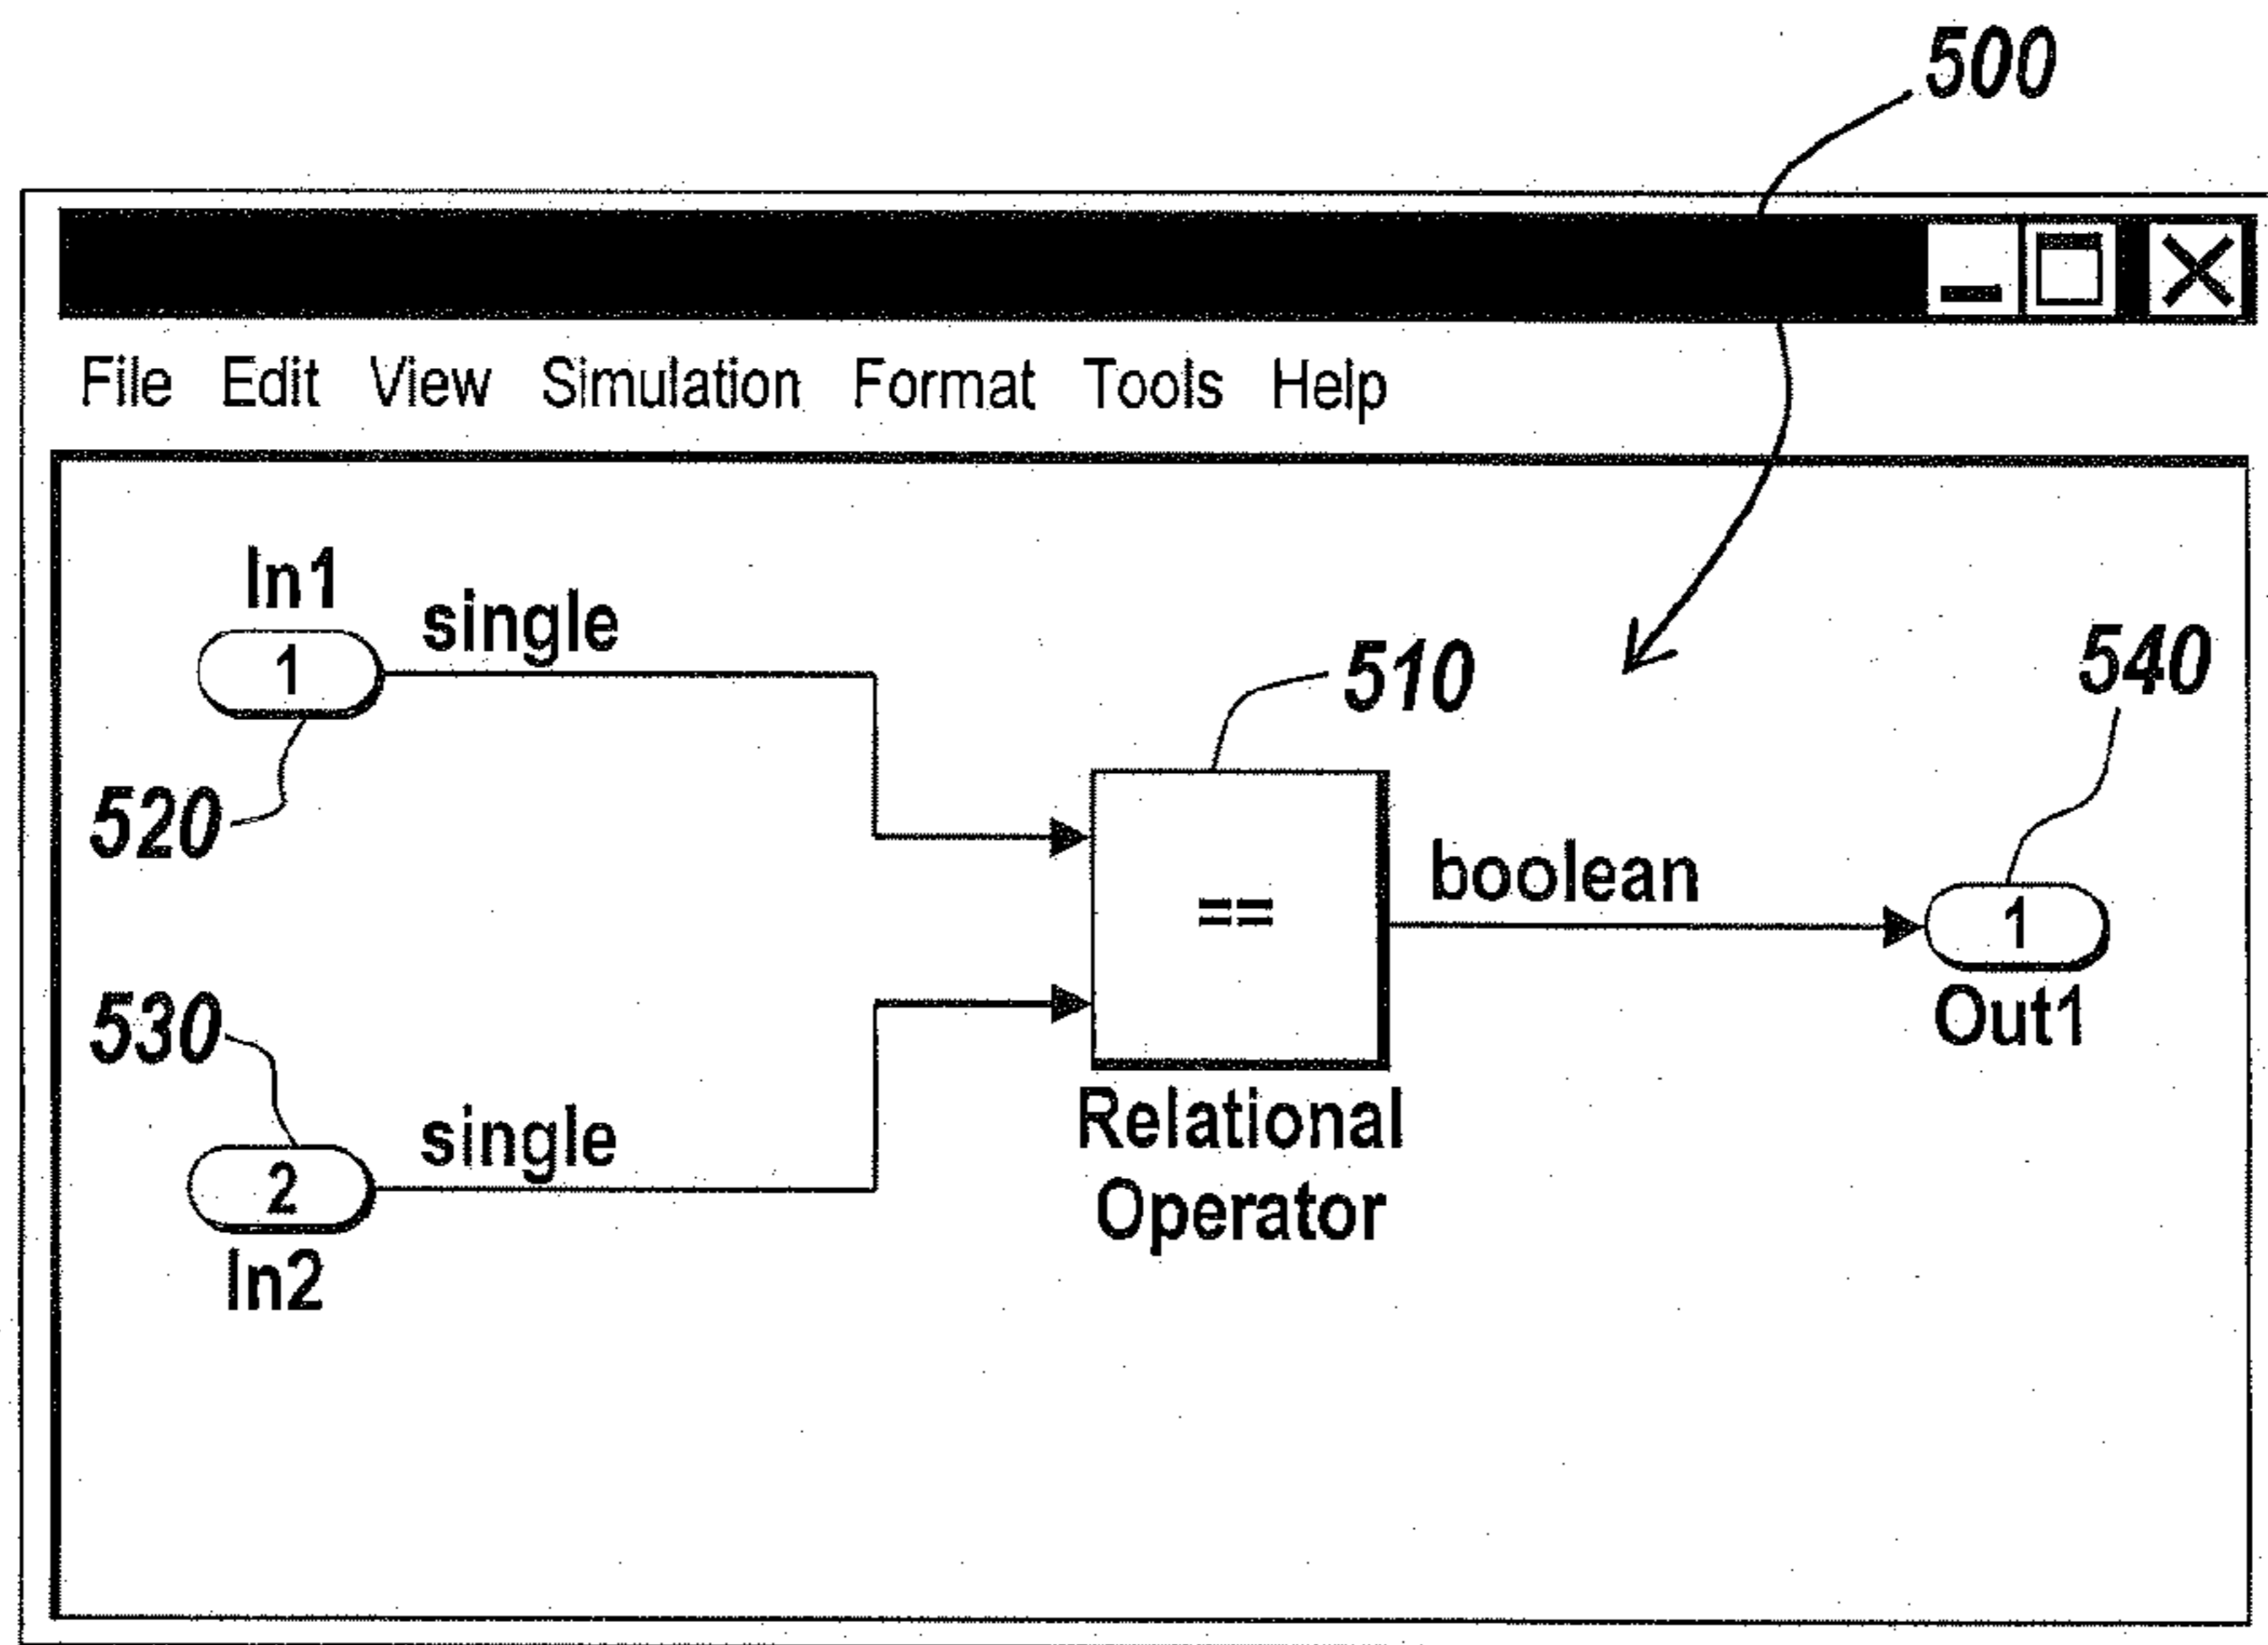 500
File Edit View Simulation Format Tools Help
In1
single
1
510
540
520
==
boolean
1
Out1
530
Relational
Operator
single
2
In2